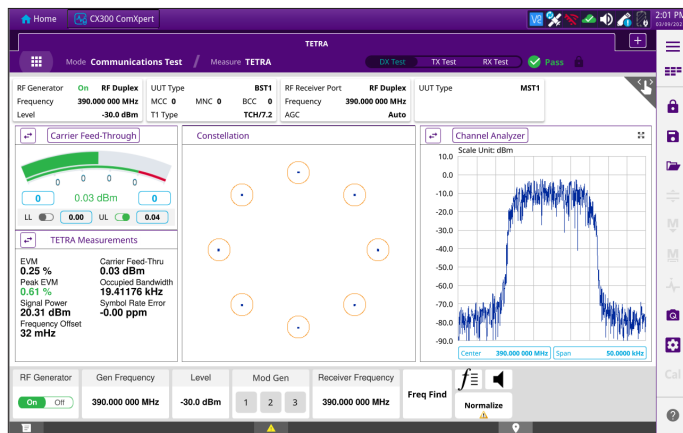 Home
CX300 ComXpert
V2
2:01 PM
TETRA
Mode Communications Test / Measure TETRA
DX Test TX Test RX Test Pass
RF Generator On RF Duplex
Frequency 390.000 000 MHz
Level -30.0 dBm
UUT Type BST1
MCC 0 MNC 0 BCC 0
T1 Type TCH/7.2
RF Receiver Port RF Duplex
Frequency 390.000 000 MHz
AGC Auto
UUT Type MST1
Carrier Feed-Through
0 0 0 0
0 0.03 dBm 0
LL 0.00 UL 0.04
TETRA Measurements
EVM
0.25 %
Peak EVM
0.61 %
Signal Power
20.31 dBm
Frequency Offset
32 mHz
Carrier Feed-Thru
0.03 dBm
Occupied Bandwidth
19.41176 kHz
Symbol Rate Error
-0.00 ppm
Constellation
Channel Analyzer
Scale Unit: dBm
10.0
0.0
-10.0
-20.0
-30.0
-40.0
-50.0
-60.0
-70.0
-80.0
-90.0
Center 390.000 000 MHz Span 50.0000 kHz
RF Generator
On Off
Gen Frequency
390.000 000 MHz
Level
-30.0 dBm
Mod Gen
1 2 3
Receiver Frequency
390.000 000 MHz
Freq Find
f
Normalize
M
M
Cal
?